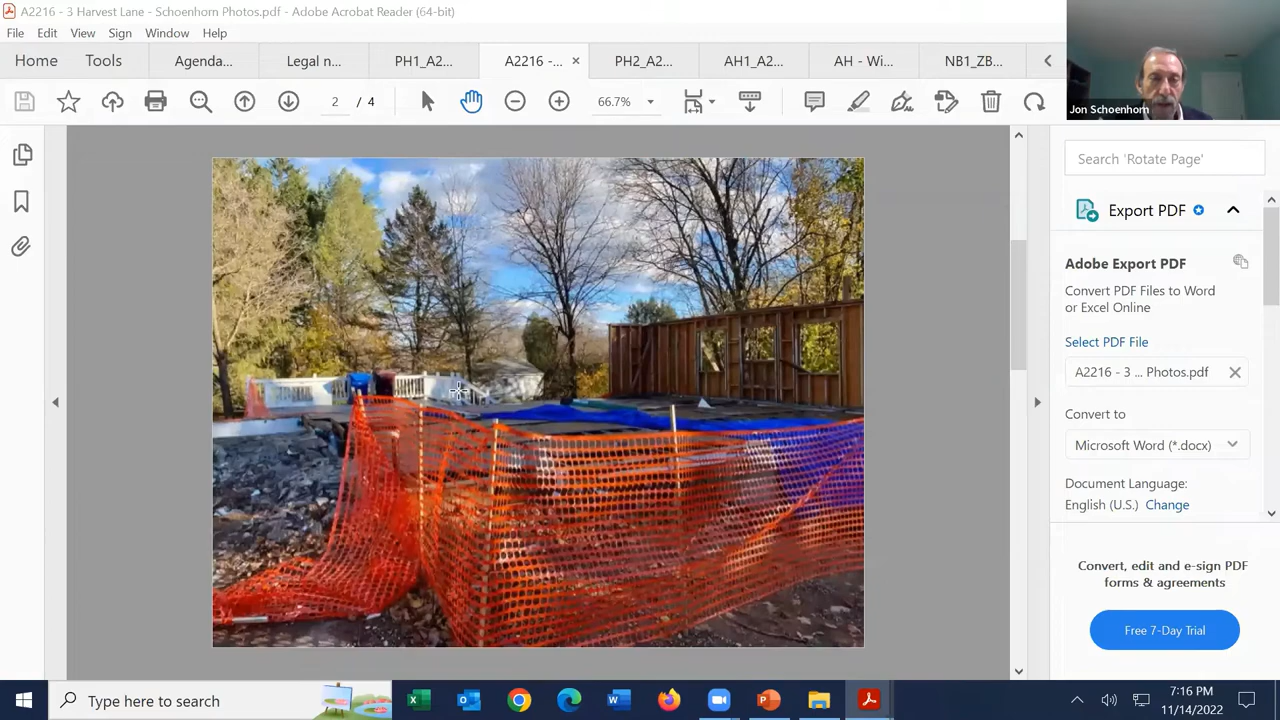 A2216 - 3 Harvest Lane - Schoenhorn Photos.pdf - Adobe Acrobat Reader (64-bit)
File Edit View Sign Window Help
Home Tools Agenda... Legal n... PH1_A2... A2216 -... PH2_A2... AH1_A2... AH - Wi... NB1_ZB...
2 / 4 66.7%
Jon Schoenhorn
Search 'Rotate Page'
Export PDF
Adobe Export PDF
Convert PDF Files to Word
or Excel Online
Select PDF File
A2216 - 3 ... Photos.pdf
Convert to
Microsoft Word (*.docx)
Document Language:
English (U.S.) Change
Convert, edit and e-sign PDF
forms & agreements
Free 7-Day Trial
Type here to search
7:16 PM
11/14/2022